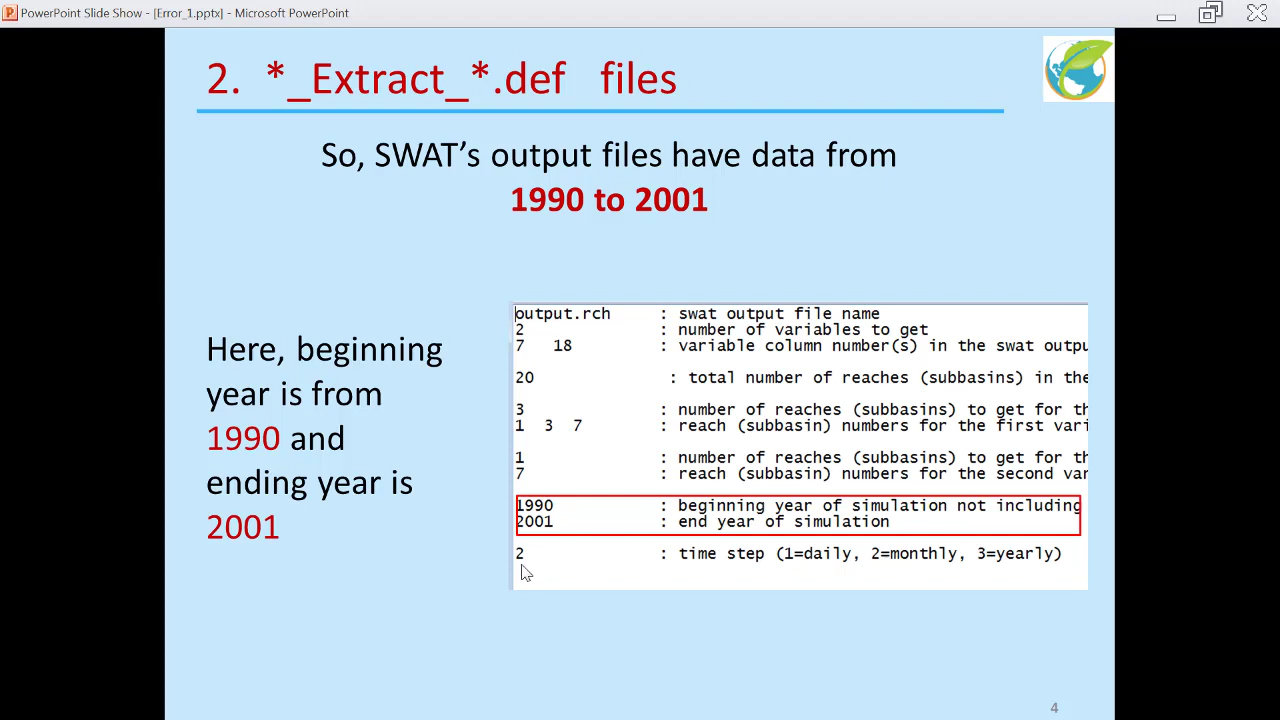 PowerPoint Slide Show - [Error_1.pptx] - Microsoft PowerPoint
2. *_Extract_*.def files
So, SWAT’s output files have data from
1990 to 2001
Here, beginning
year is from
1990 and
ending year is
2001
output.rch : swat output file name
2 : number of variables to get
7 18 : variable column number(s) in the swat outpu
20 : total number of reaches (subbasins) in the
3 : number of reaches (subbasins) to get for th
1 3 7 : reach (subbasin) numbers for the first vari
1 : number of reaches (subbasins) to get for th
7 : reach (subbasin) numbers for the second var
1990 : beginning year of simulation not including
2001 : end year of simulation
2 : time step (1=daily, 2=monthly, 3=yearly)
4